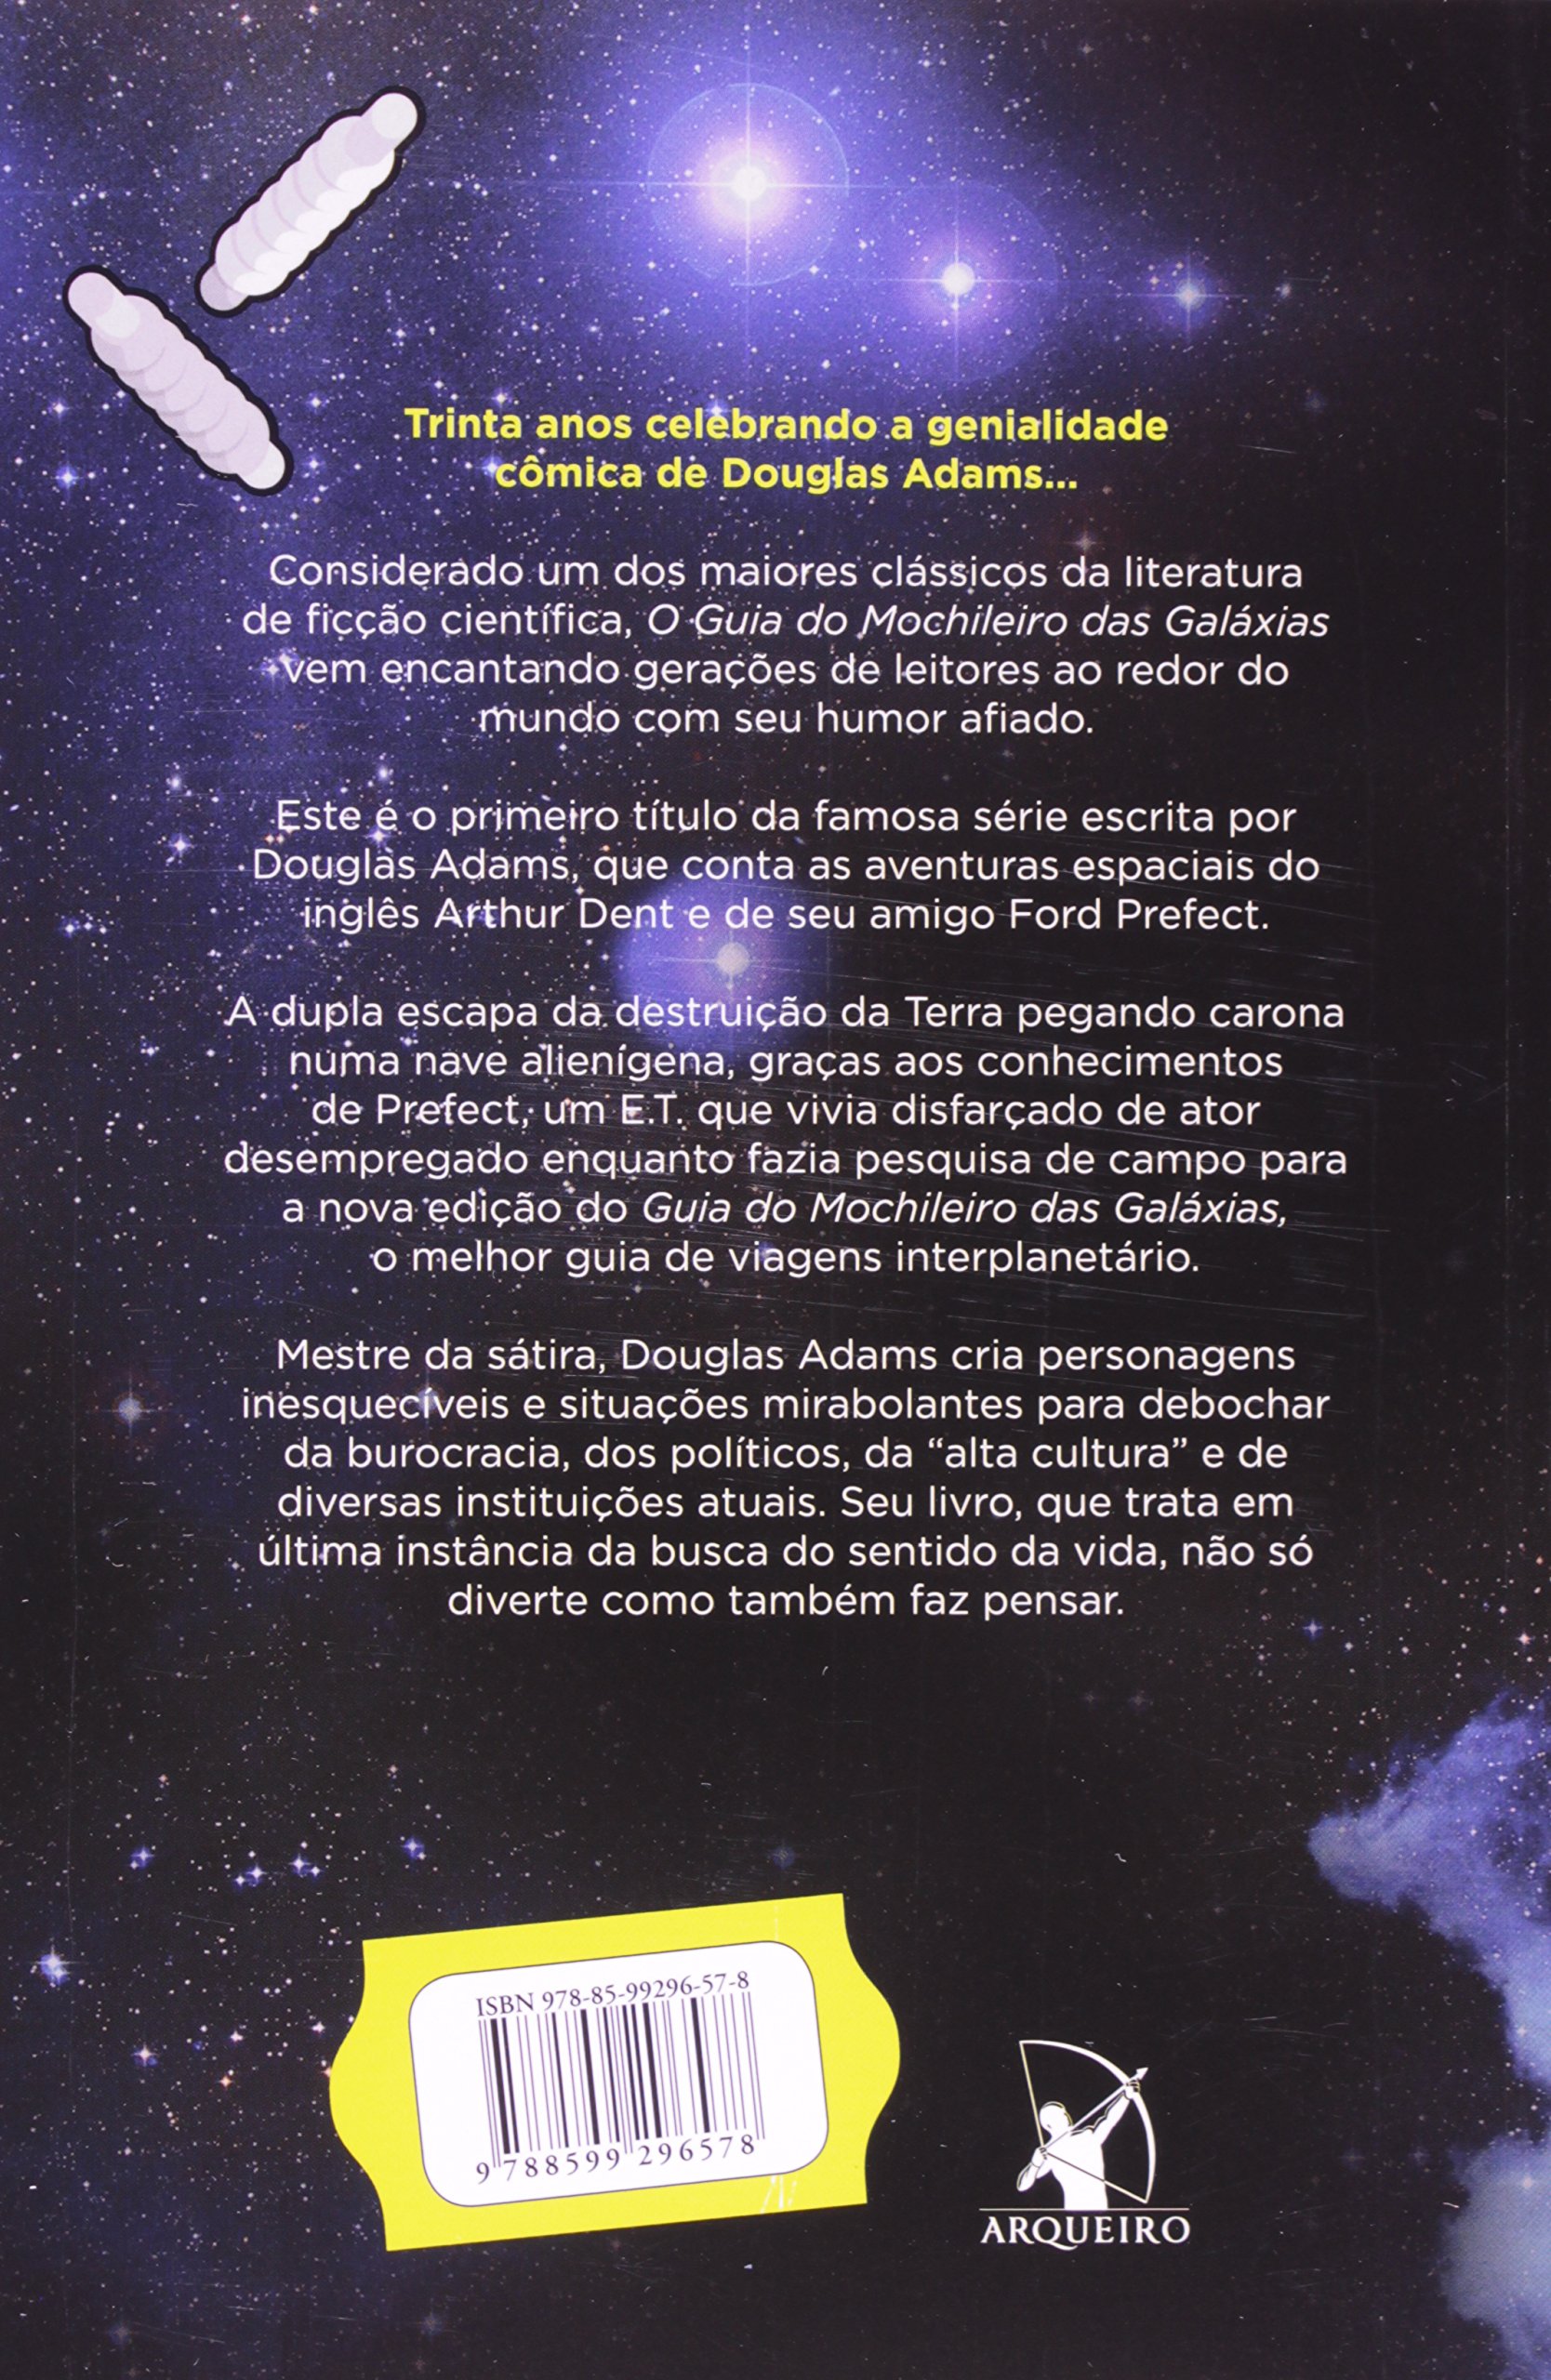 Trinta anos celebrando a genialidade
cômica de Douglas Adams...
Considerado um dos maiores clássicos da literatura
de ficção científica, O Guia do Mochileiro das Galáxias
vem encantando gerações de leitores ao redor do
mundo com seu humor afiado.
Este é o primeiro título da famosa série escrita por
Douglas Adams, que conta as aventuras espaciais do
inglês Arthur Dent e de seu amigo Ford Prefect.
A dupla escapa da destruição da Terra pegando carona
numa nave alienígena, graças aos conhecimentos
de Prefect, um E.T. que vivia disfarçado de ator
desempregado enquanto fazia pesquisa de campo para
a nova edição do Guia do Mochileiro das Galáxias,
o melhor guia de viagens interplanetário.
Mestre da sátira, Douglas Adams cria personagens
inesquecíveis e situações mirabolantes para debochar
da burocracia, dos políticos, da “alta cultura” e de
diversas instituições atuais. Seu livro, que trata em
última instância da busca do sentido da vida, não só
diverte como também faz pensar.
ISBN 978-85-99296-57-8
9 788599 296578
ARQUEIRO